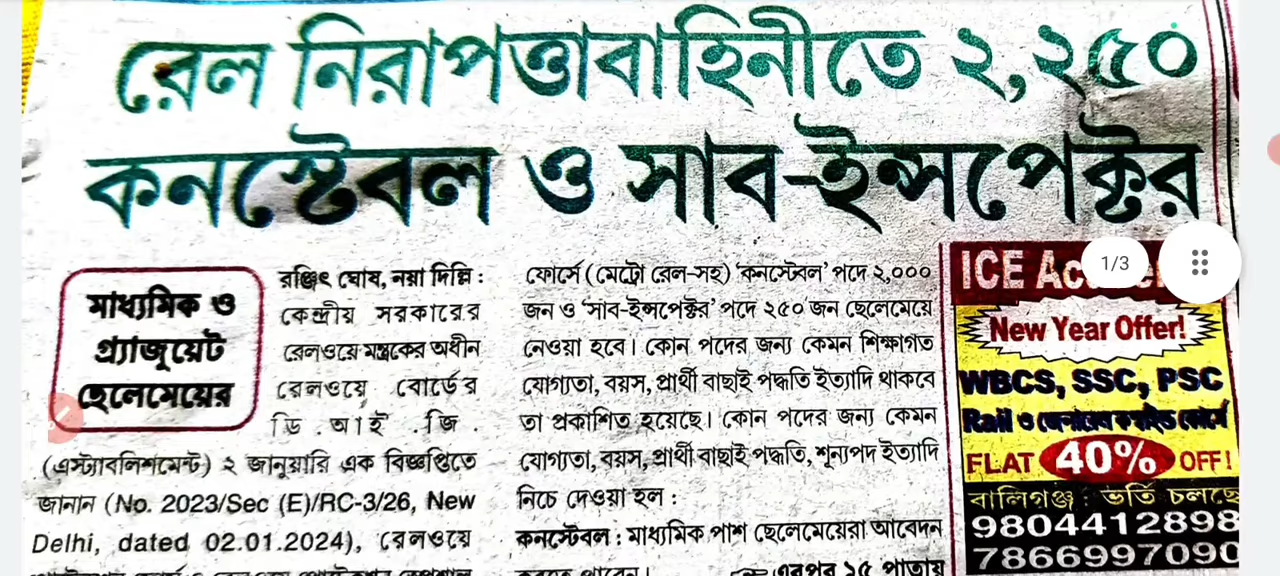 রেল নিরাপত্তাবাহিনীতে ২,২৫০
কনস্টেবল ও সাব-ইন্সপেক্টর
মাধ্যমিক ও
গ্র্যাজুয়েট
ছেলেমেয়ের
রঞ্জিৎ ঘোষ, নয়া দিল্লি :
কেন্দ্রীয় সরকারের
রেলওয়ে মন্ত্রকের অধীন
রেলওয়ে বোর্ডের
ডি.আই.জি.
(এস্ট্যাবলিশমেন্ট) ২ জানুয়ারি এক বিজ্ঞপ্তিতে
জানান (No. 2023/Sec (E)/RC-3/26, New
Delhi, dated 02.01.2024), রেলওয়ে
ফোর্সে (মেট্রো রেল-সহ) 'কনস্টেবল' পদে ২,০০০
জন ও 'সাব-ইন্সপেক্টর' পদে ২৫০ জন ছেলেমেয়ে
নেওয়া হবে। কোন পদের জন্য কেমন শিক্ষাগত
যোগ্যতা, বয়স, প্রার্থী বাছাই পদ্ধতি ইত্যাদি থাকবে
তা প্রকাশিত হয়েছে। কোন পদের জন্য কেমন
যোগ্যতা, বয়স, প্রার্থী বাছাই পদ্ধতি, শূন্যপদ ইত্যাদি
নিচে দেওয়া হল :
কনস্টেবল : মাধ্যমিক পাশ ছেলেমেয়েরা আবেদন
করতে পারেন।
এরপর ১৫ পাতায়
ICE
1/3
New Year Offer!
WBCS, SSC, PSC
Rail ও
FLAT 40% OFF!
বালিগঞ্জ : ভর্তি চলছে
9804412898
7866997090